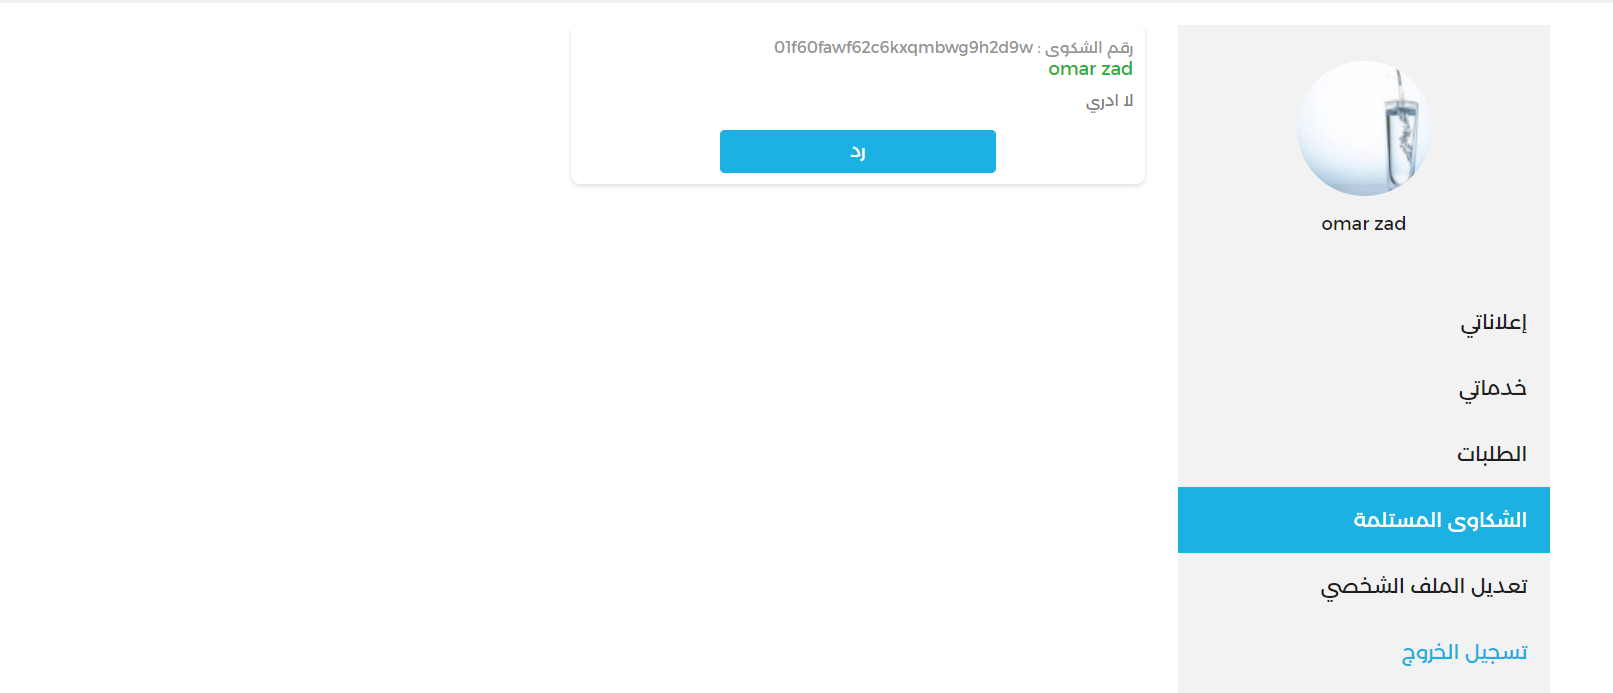 omar zad
إعلاناتي
خدماتي
الطلبات
الشكاوى المستلمة
تعديل الملف الشخصي
تسجيل الخروج
رقم الشكوى : 01f60fawf62c6kxqmbwg9h2d9w
omar zad
لا ادري
رد